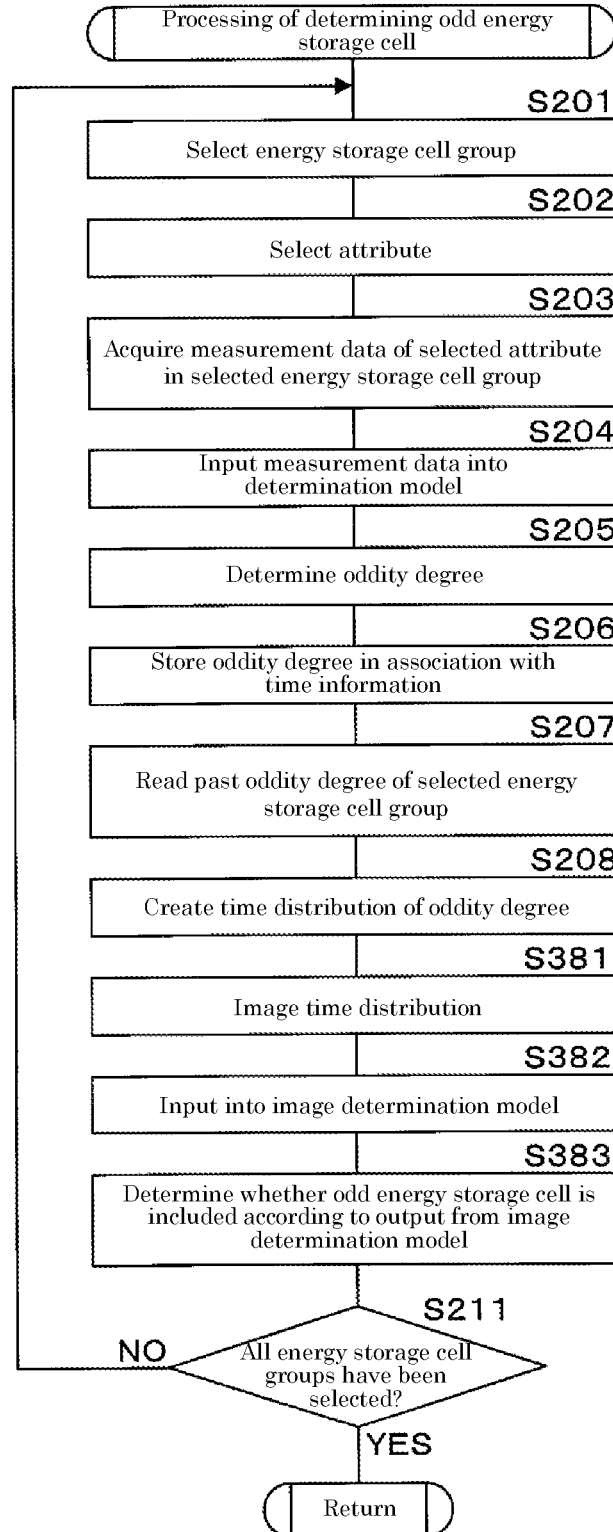 Processing of determining odd energy
storage cell
S201
Select energy storage cell group
S202
Select attribute
S203
Acquire measurement data of selected attribute
in selected energy storage cell group
S204
Input measurement data into
determination model
S205
Determine oddity degree
S206
Store oddity degree in association with
time information
S207
Read past oddity degree of selected energy
storage cell group
S208
Create time distribution of oddity degree
S381
Image time distribution
S382
Input into image determination model
S383
Determine whether odd energy storage cell is
included according to output from image
determination model
S211
NO
All energy storage cell
groups have been
selected?
YES
Return